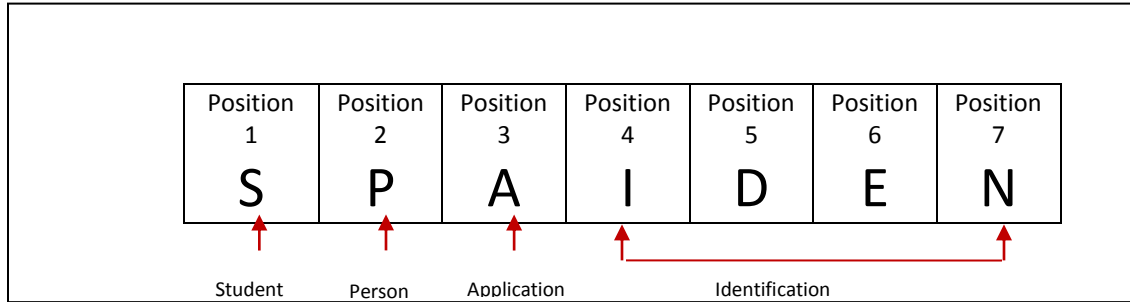 Position Position Position Position Position Position Position
1 2 3 4 5 6 7
S P A I D E N
Student Person Application Identification